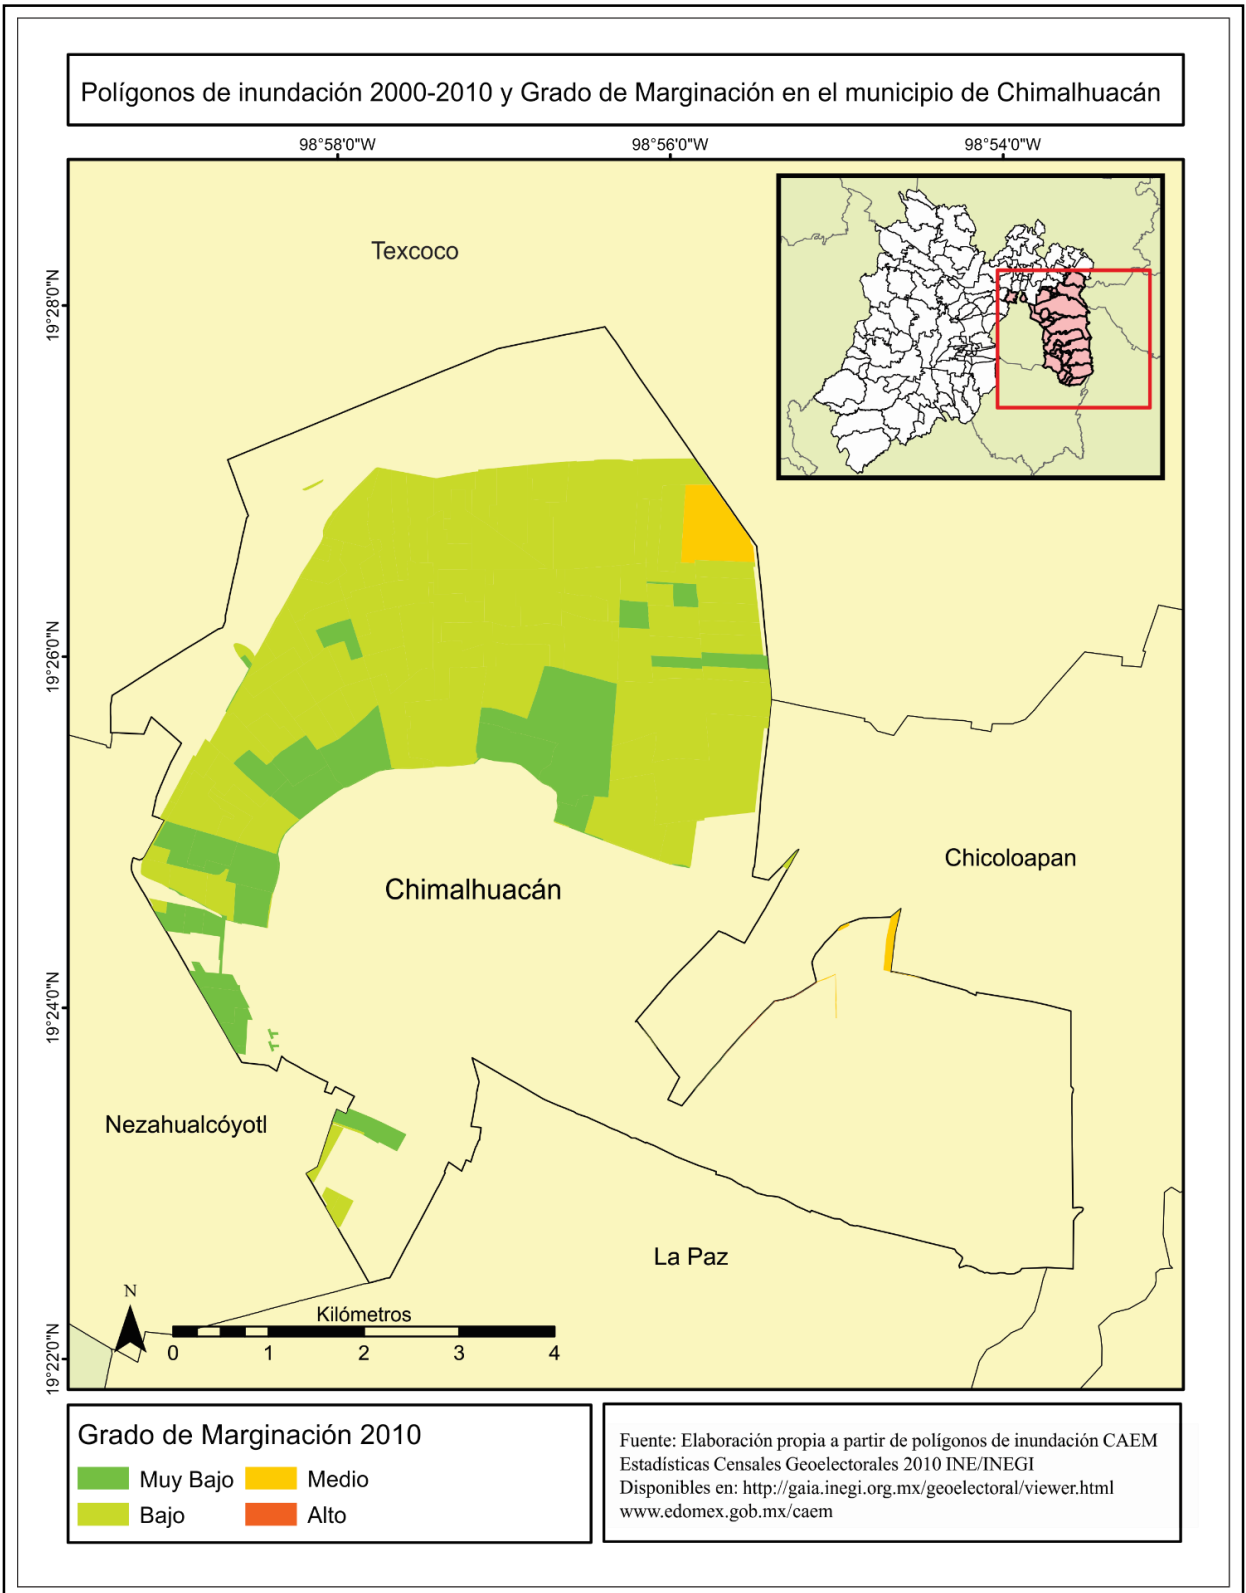 Polígonos de inundación 2000-2010 y Grado de Marginación en el municipio de Chimalhuacán
98°58'0"W 98°56'0"W 98°54'0"W
19°28'0"N
19°26'0"N
19°24'0"N
19°22'0"N
Texcoco
Chicoloapan
Chimalhuacán
Nezahualcóyotl
La Paz
N
Kilómetros
0 1 2 3 4
Grado de Marginación 2010
Muy Bajo Medio
Bajo Alto
Fuente: Elaboración propia a partir de polígonos de inundación CAEM
Estadísticas Censales Geoelectorales 2010 INE/INEGI
Disponibles en: http://gaia.inegi.org.mx/geoelectoral/viewer.html
www.edomex.gob.mx/caem